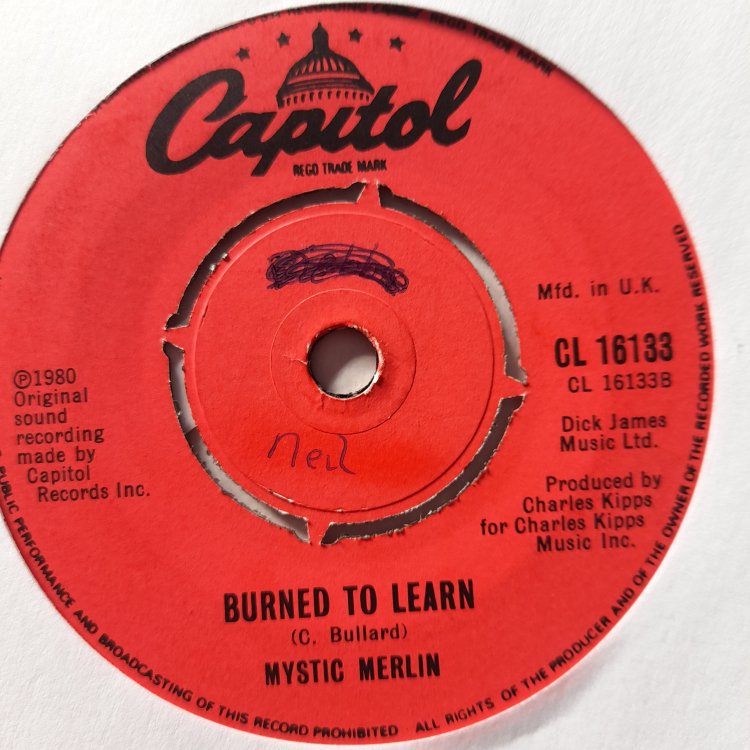 Capitol
REGD TRADE MARK
Mfd. in U.K.
CL 16133
CL 16133B
℗1980
Original
sound
recording
made by
Capitol
Records Inc.
Dick James
Music Ltd.
Produced by
Charles Kipps
for Charles Kipps
Music Inc.
Neil
BURNED TO LEARN
(C. Bullard)
MYSTIC MERLIN
PUBLIC PERFORMANCE AND BROADCASTING OF THIS RECORD PROHIBITED · ALL RIGHTS OF THE PRODUCER AND OF THE OWNER OF THE RECORDED WORK RESERVED
TRADE MARK